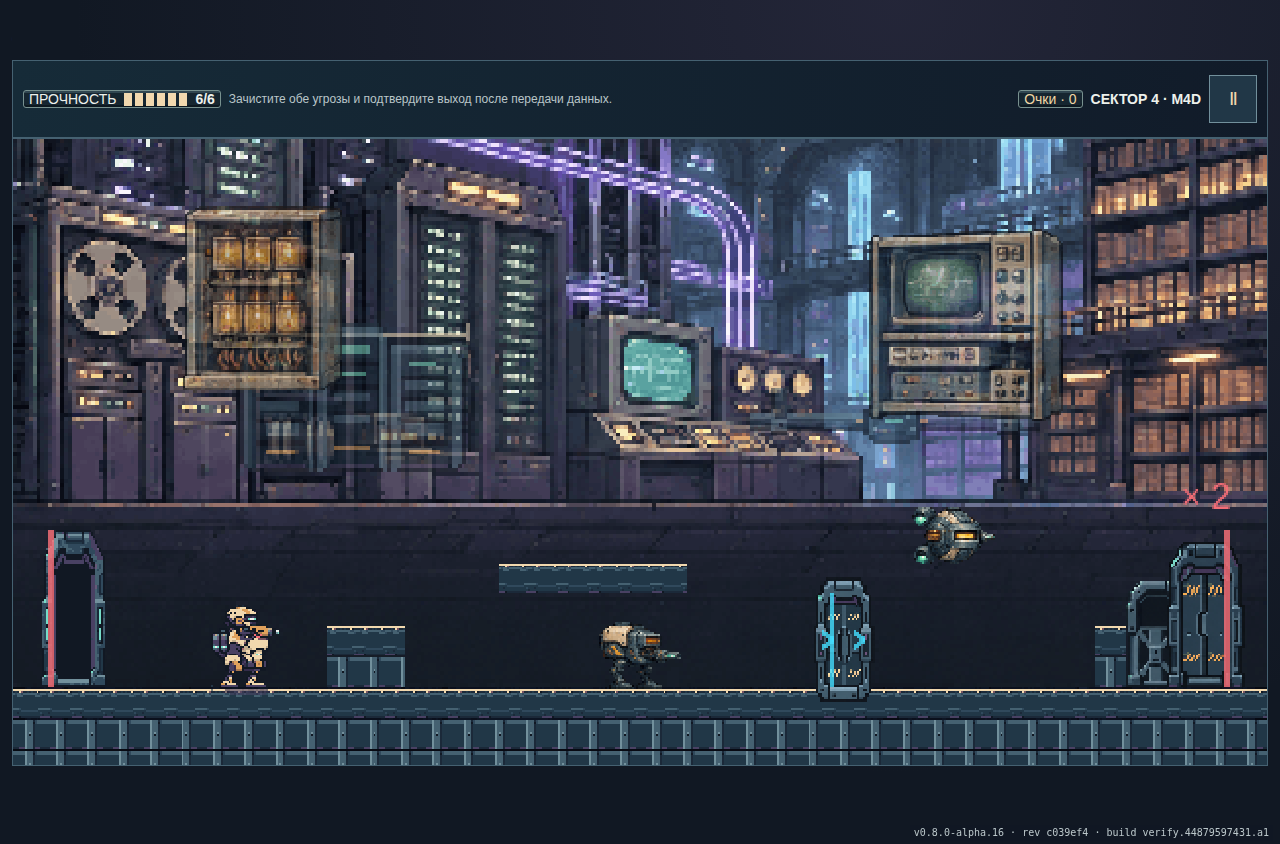 ПРОЧНОСТЬ 6/6 Зачистите обе угрозы и подтвердите выход после передачи данных. Очки · 0 СЕКТОР 4 · M4D II
× 2
v0.8.0-alpha.16 · rev c039ef4 · build verify.44879597431.a1